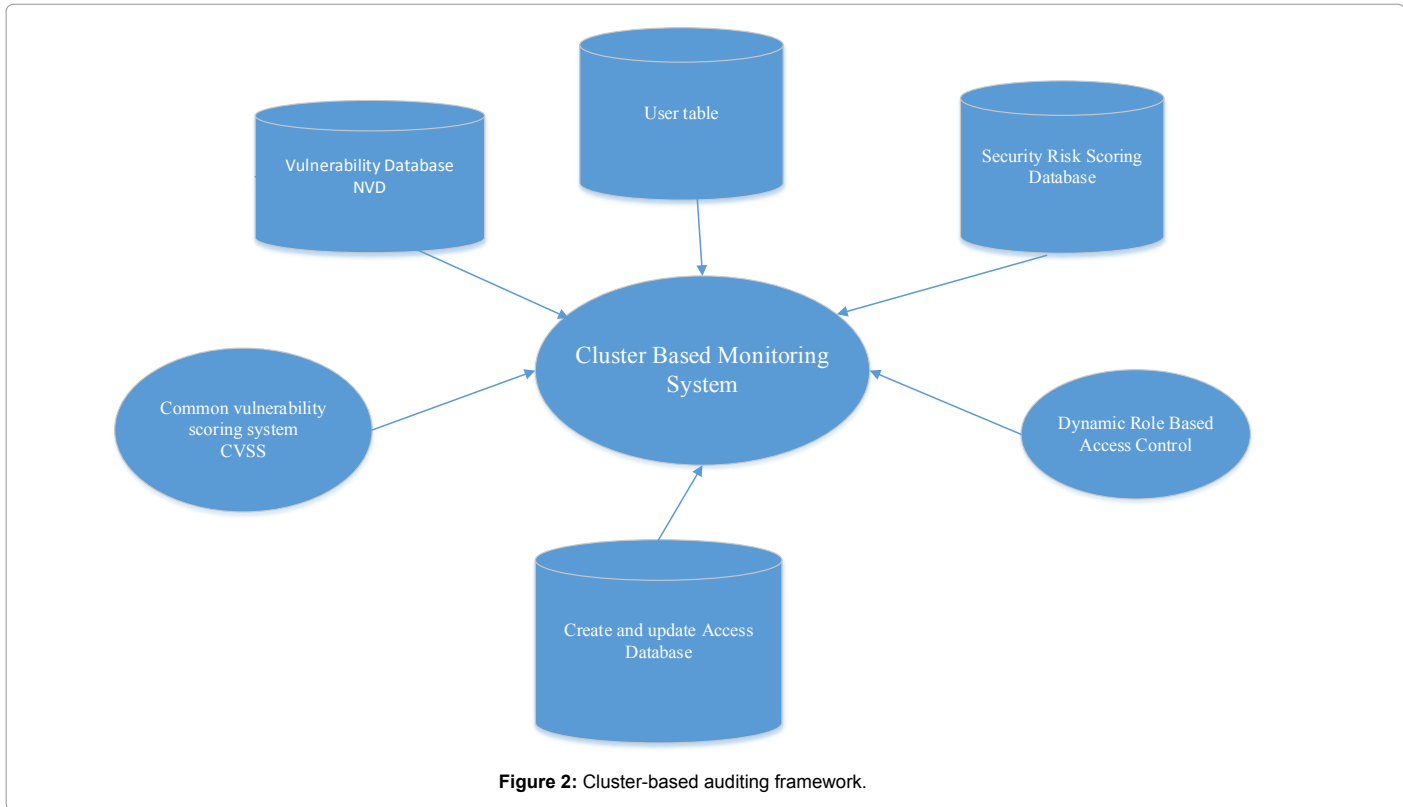 User table
Vulnerability Database
NVD
Security Risk Scoring
Database
Cluster Based Monitoring
System
Common vulnerability
scoring system
CVSS
Dynamic Role Based
Access Control
Create and update Access
Database
Figure 2: Cluster-based auditing framework.